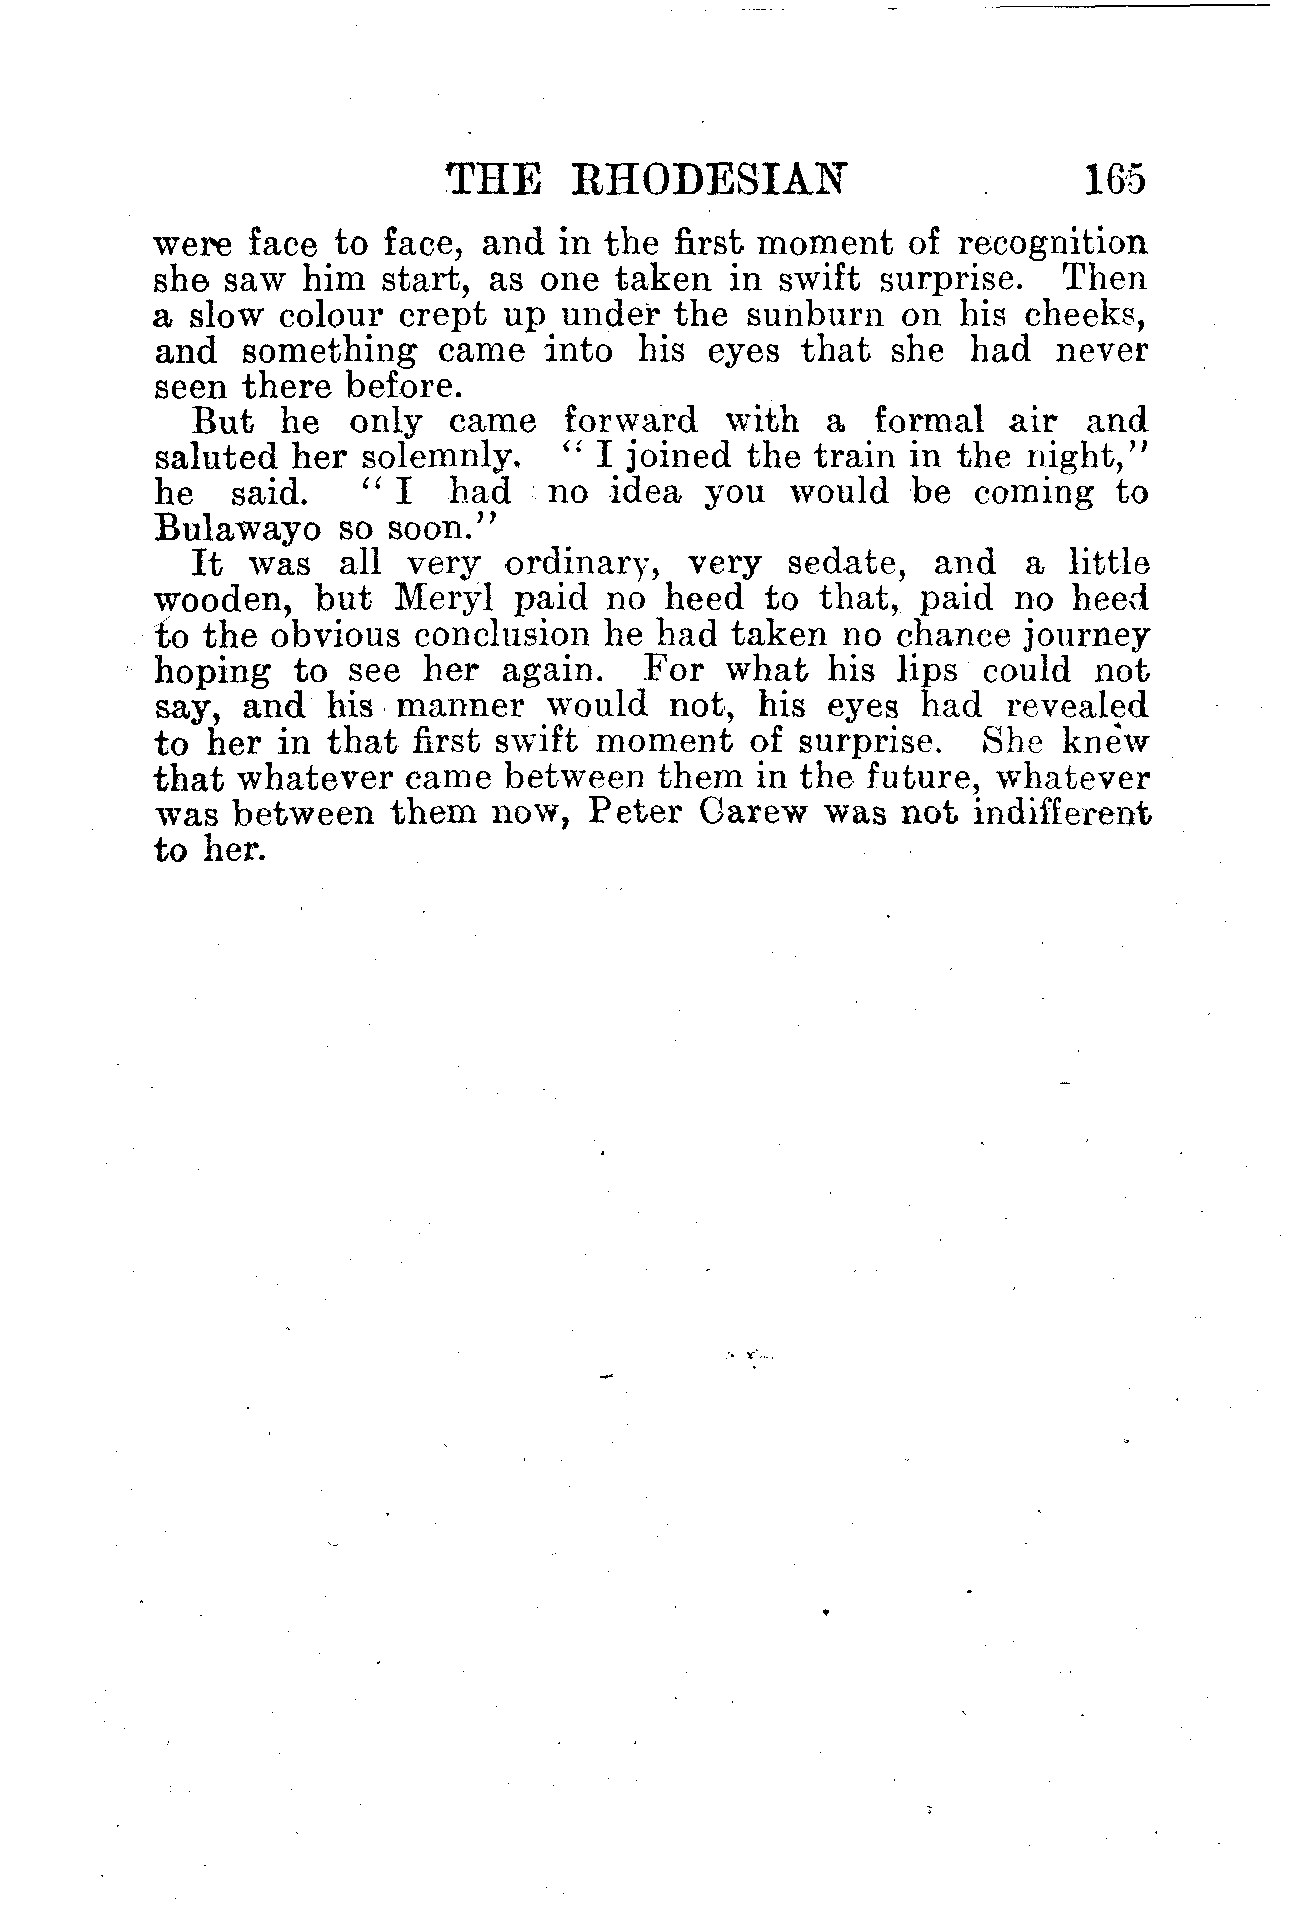 THE RHODESIAN 165
were face to face, and in the first moment of recognition
she saw him start, as one taken in swift surprise. Then
a slow colour crept up under the sunburn on his cheeks,
and something came into his eyes that she had never
seen there before.
But he only came forward with a formal air and
saluted her solemnly. “ I joined the train in the night,”
he said. “ I had no idea you would be coming to
Bulawayo so soon.”
It was all very ordinary, very sedate, and a little
wooden, but Meryl paid no heed to that, paid no heed
to the obvious conclusion he had taken no chance journey
hoping to see her again. For what his lips could not
say, and his manner would not, his eyes had revealed
to her in that first swift moment of surprise. She knew
that whatever came between them in the future, whatever
was between them now, Peter Carew was not indifferent
to her.